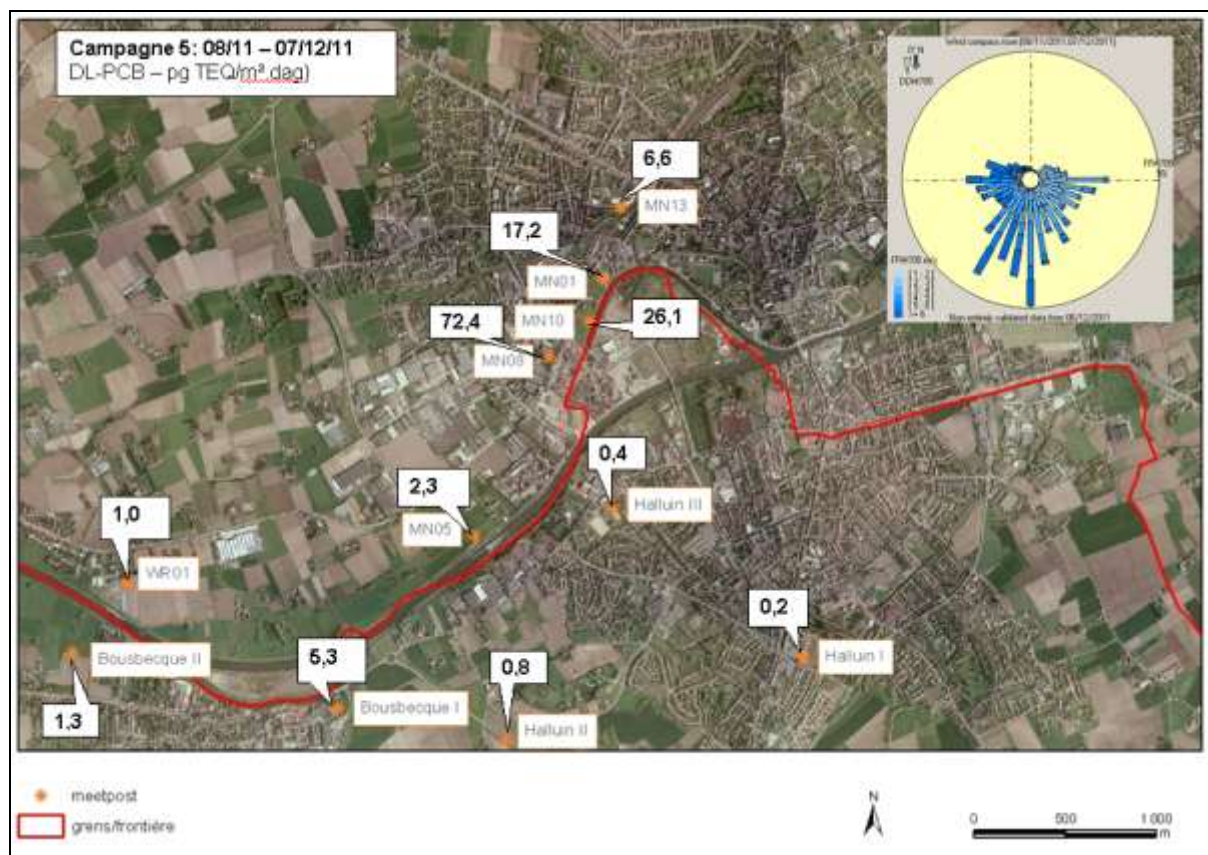 Campagne 5: 08/11 – 07/12/11
DL-PCB – pg TEQ/m².dag)
6,6
MN13
17,2
MN01
72,4
MN10
26,1
MN08
0,4
Halluin III
2,3
MN05
1,0
WR01
0,2
Halluin I
Bousbecque II
5,3
0,8
Bousbecque I
1,3
Halluin II
meetpost
grens/frontière
N
0
500
1 000
m